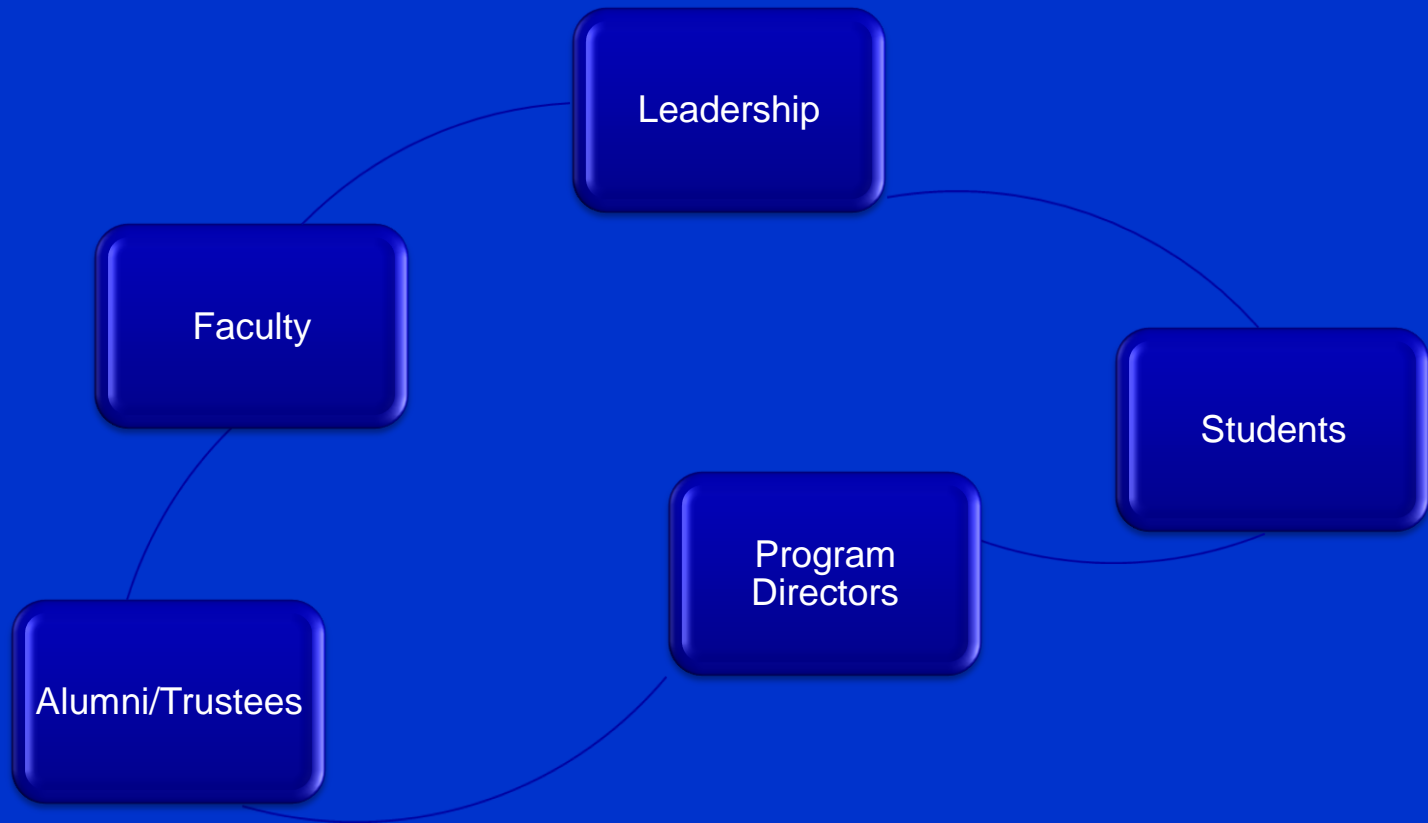 Leadership
Faculty
Students
Program
Directors
Alumni/Trustees